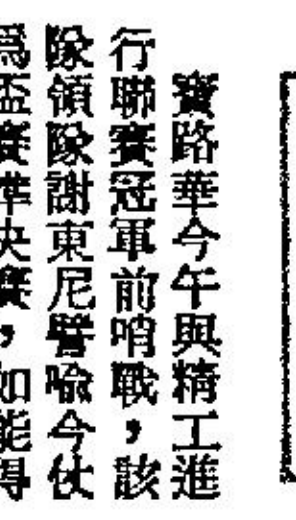 寶路華今午與精工進
行聯賽冠軍前哨戰，該
隊領隊謝東尼譬喻今仗
爲盃賽準決賽，如能得